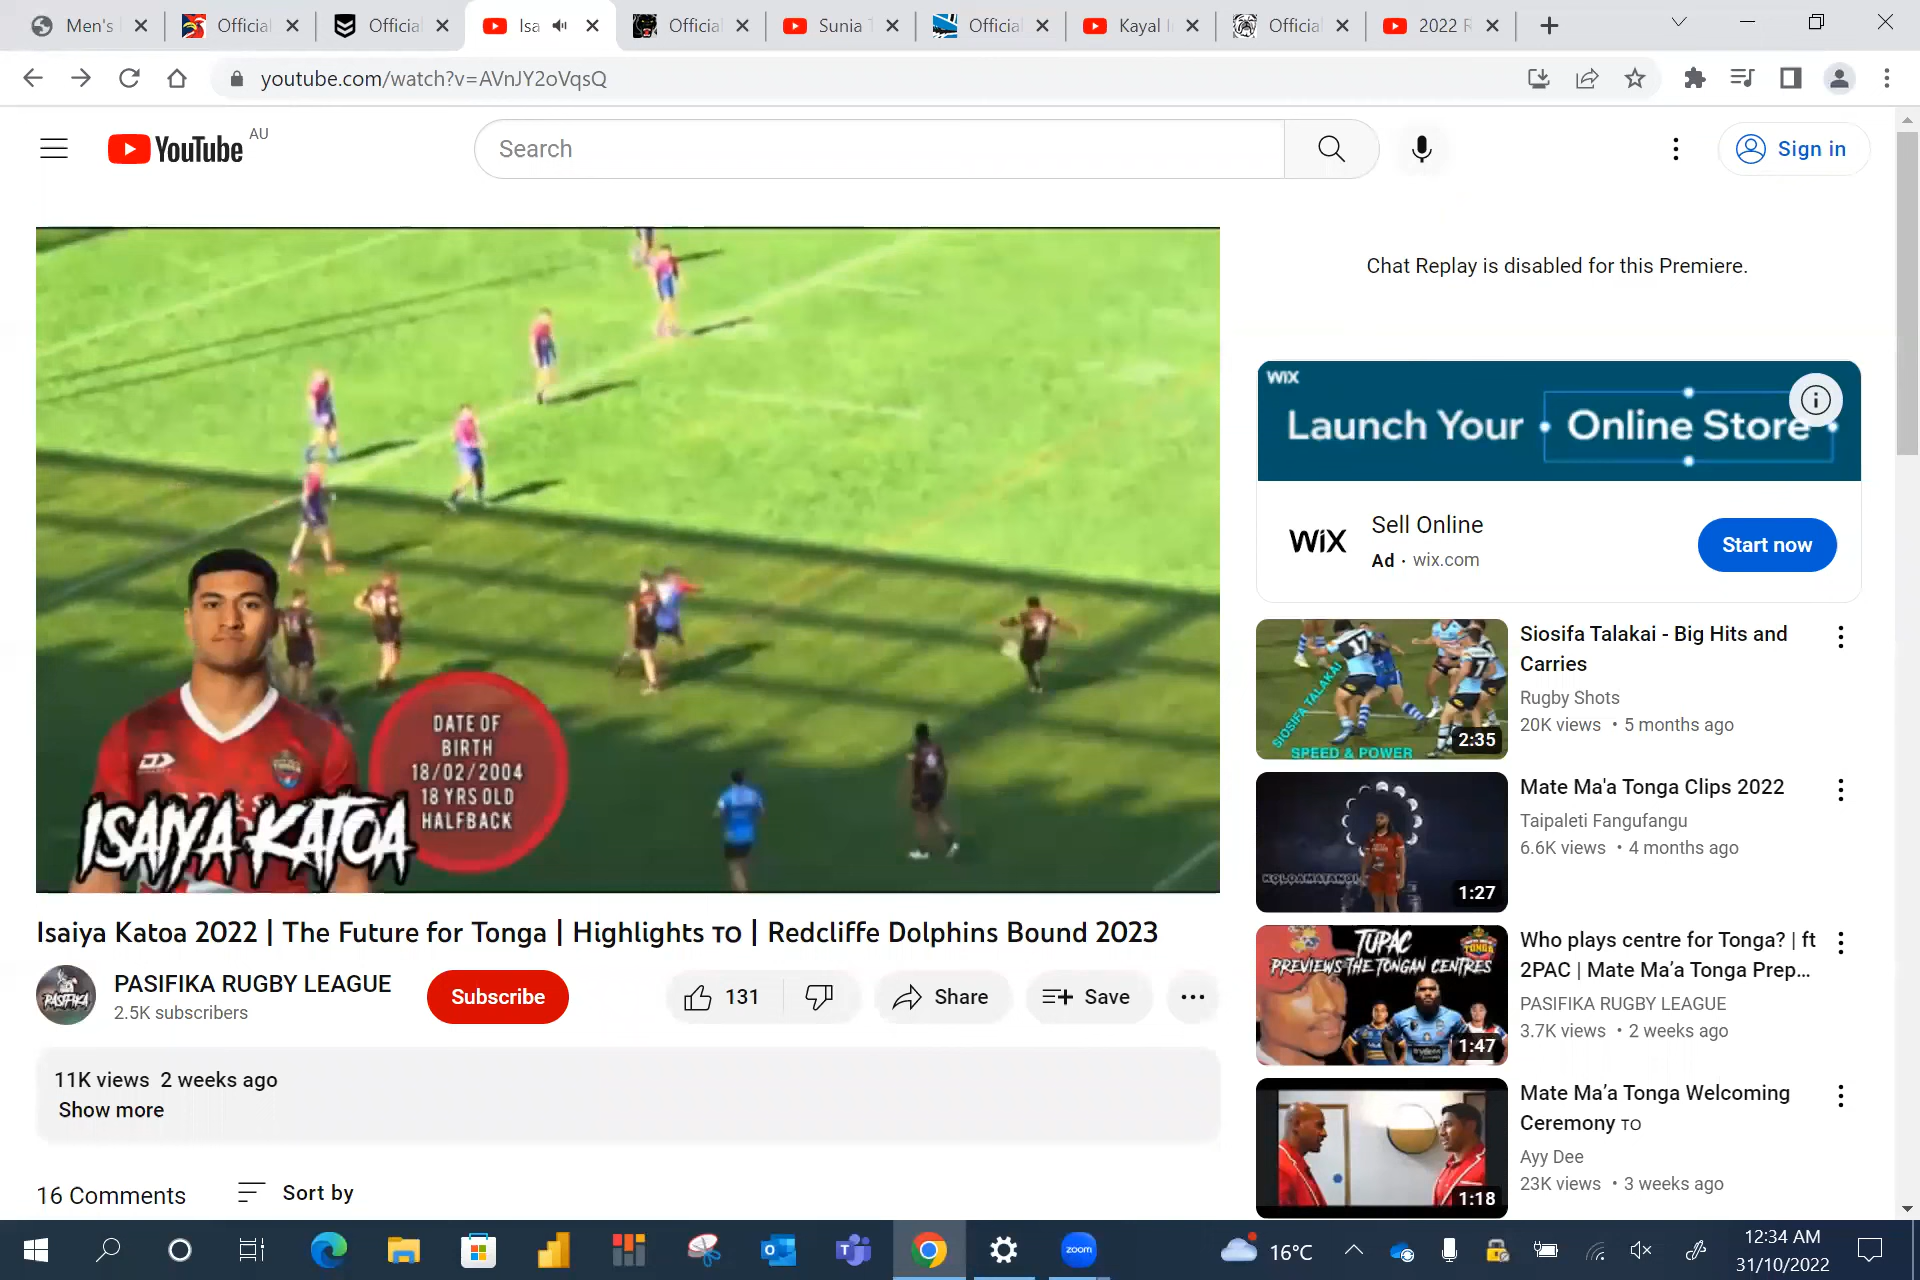 Men's
Official
Official
Isa
Official
Sunia
Official
Kayal
Official
2022
youtube.com/watch?v=AVnJY2oVqsQ
YouTube
AU
Search
Sign in
Chat Replay is disabled for this Premiere.
WIX
Launch Your Online Store
WiX
Sell Online
Ad · wix.com
Start now
DATE OF
BIRTH
18/02/2004
18 YRS OLD
HALFBACK
ISAIYA KATOA
Isaiya Katoa 2022 | The Future for Tonga | Highlights TO | Redcliffe Dolphins Bound 2023
PASIFIKA
PASIFIKA RUGBY LEAGUE
2.5K subscribers
Subscribe
131
Share
Save
11K views 2 weeks ago
Show more
16 Comments
Sort by
17
7
SIOSIFA TALAKAI
SPEED & POWER
2:35
Siosifa Talakai - Big Hits and
Carries
Rugby Shots
20K views • 5 months ago
KOLOAMATANGI
1:27
Mate Ma'a Tonga Clips 2022
Taipaleti Fangufangu
6.6K views • 4 months ago
TUPAC
PREVIEWS THE TONGAN CENTRES
TONGA
1:47
Who plays centre for Tonga? | ft
2PAC | Mate Ma’a Tonga Prep...
PASIFIKA RUGBY LEAGUE
3.7K views • 2 weeks ago
1:18
Mate Ma’a Tonga Welcoming
Ceremony TO
Ayy Dee
23K views • 3 weeks ago
zoom
16°C
12:34 AM
31/10/2022